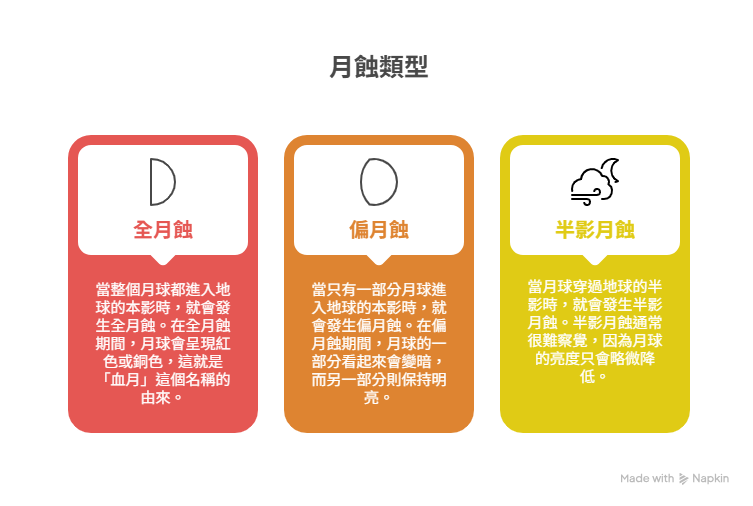 月蝕類型
全月蝕
當整個月球都進入地
球的本影時，就會發
生全月蝕。在全月蝕
期間，月球會呈現紅
色或銅色，這就是
「血月」這個名稱的
由來。
偏月蝕
當只有一部分月球進
入地球的本影時，就
會發生偏月蝕。在偏
月蝕期間，月球的一
部分看起來會變暗，
而另一部分則保持明
亮。
半影月蝕
當月球穿過地球的半
影時，就會發生半影
月蝕。半影月蝕通常
很難察覺，因為月球
的亮度只會略微降
低。
Made with Napkin